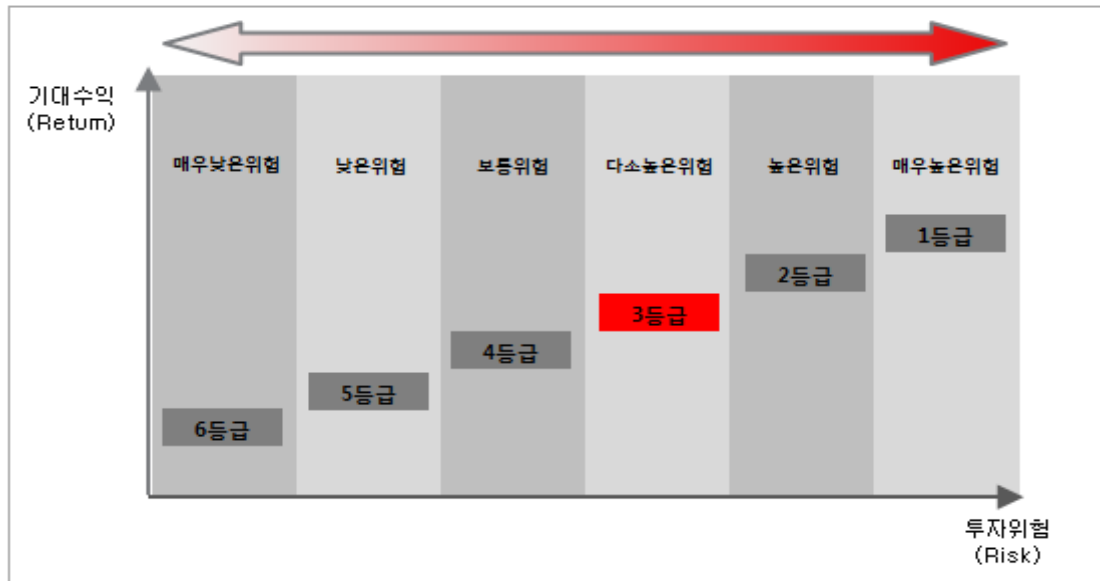 기대수익
(Retum)
매우낮은위험 낮은위험 보통위험 다소높은위험 높은위험 매우높은위험
1등급
2등급
3등급
4등급
5등급
6등급
투자위험
(Risk)